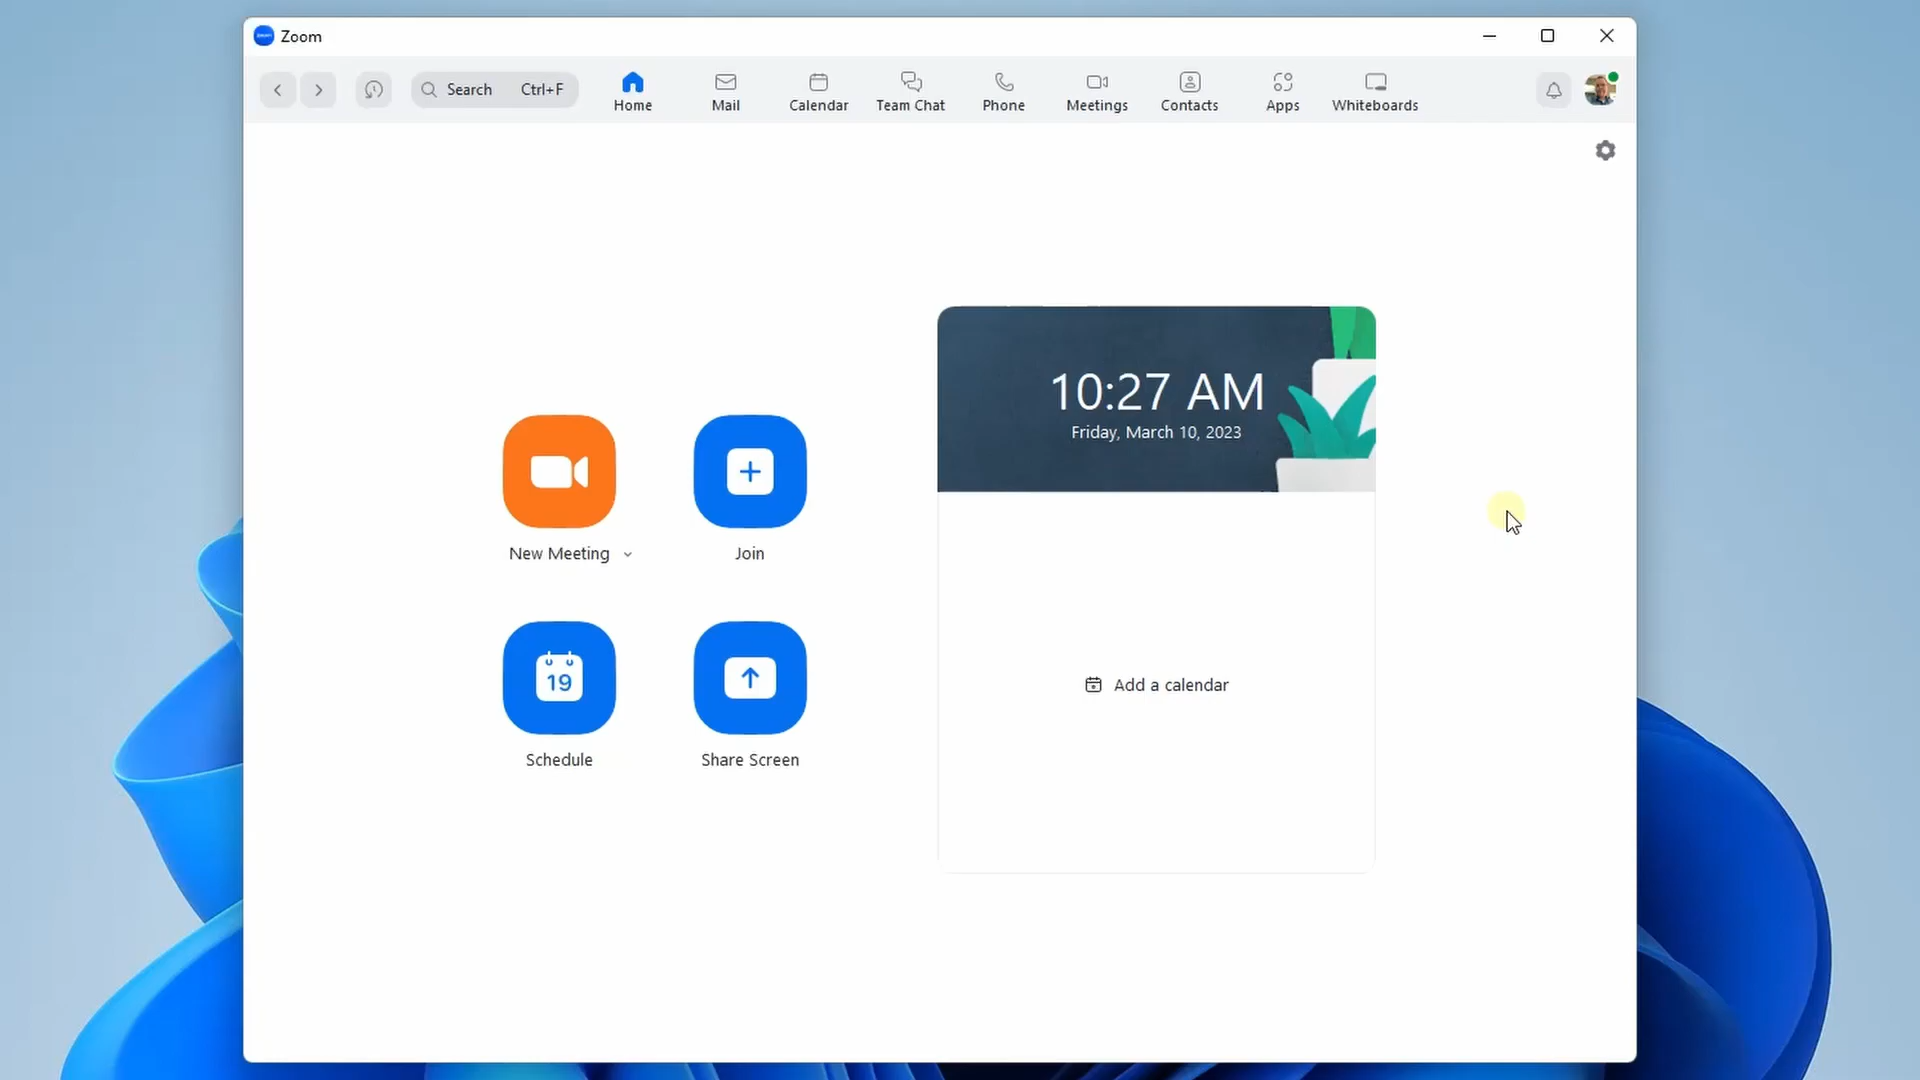 Zoom
Search Ctrl+F
Home
Mail
Calendar
Team Chat
Phone
Meetings
Contacts
Apps
Whiteboards
10:27 AM
Friday, March 10, 2023
New Meeting
Join
19
Schedule
Share Screen
Add a calendar